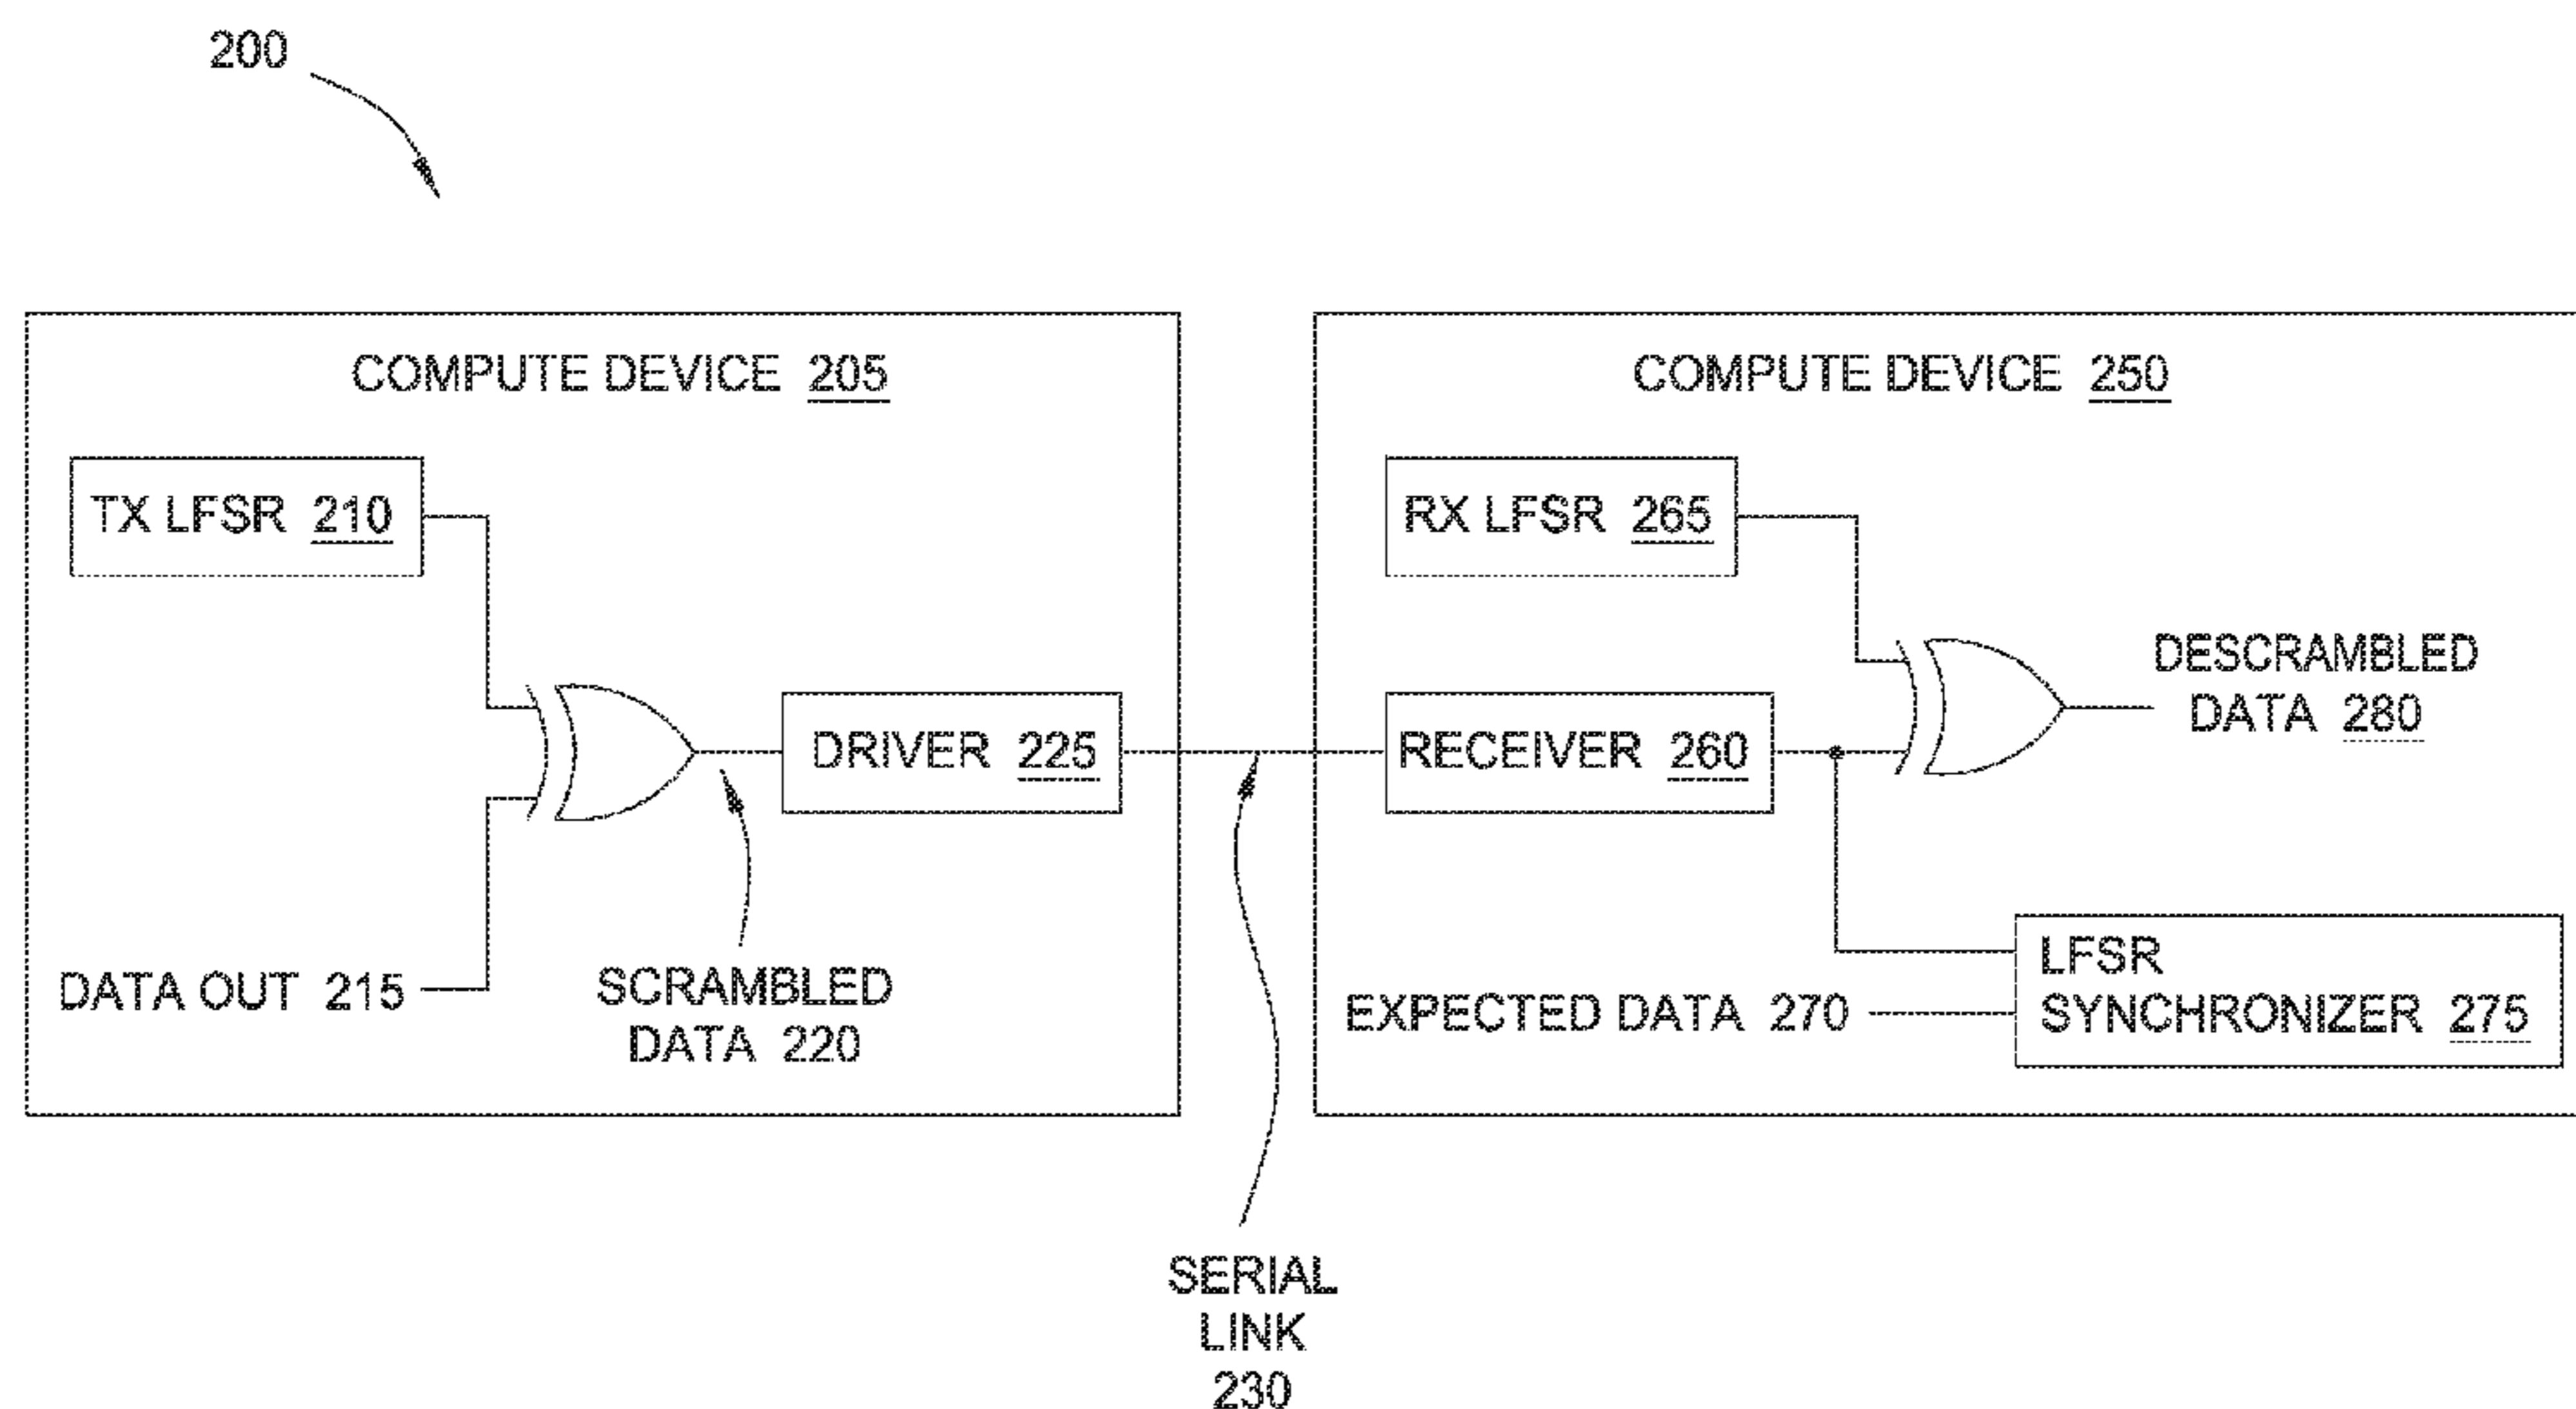 200
COMPUTE DEVICE 205
TX LFSR 210
DRIVER 225
DATA OUT 215
SCRAMBLED
DATA 220
SERIAL
LINK
230
COMPUTE DEVICE 250
RX LFSR 265
RECEIVER 260
DESCRAMBLED
DATA 280
EXPECTED DATA 270
LFSR
SYNCHRONIZER 275